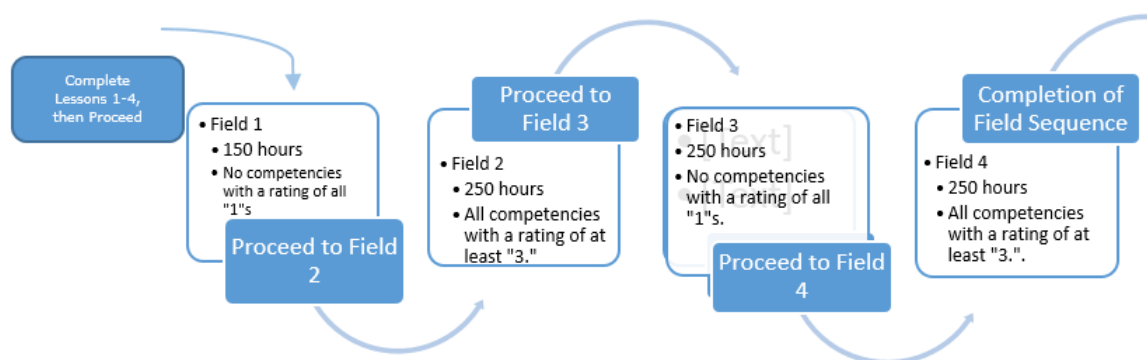 Complete
Lessons 1-4,
then Proceed
• Field 1
• 150 hours
• No competencies
with a rating of all
"1"s
Proceed to Field
2
Proceed to
Field 3
• Field 2
• 250 hours
• All competencies
with a rating of at
least "3."
• Field 3
• 250 hours
• No competencies
with a rating of all
"1"s.
• [Text]
• [Text]
Proceed to Field
4
Completion of
Field Sequence
• Field 4
• 250 hours
• All competencies
with a rating of at
least "3.".